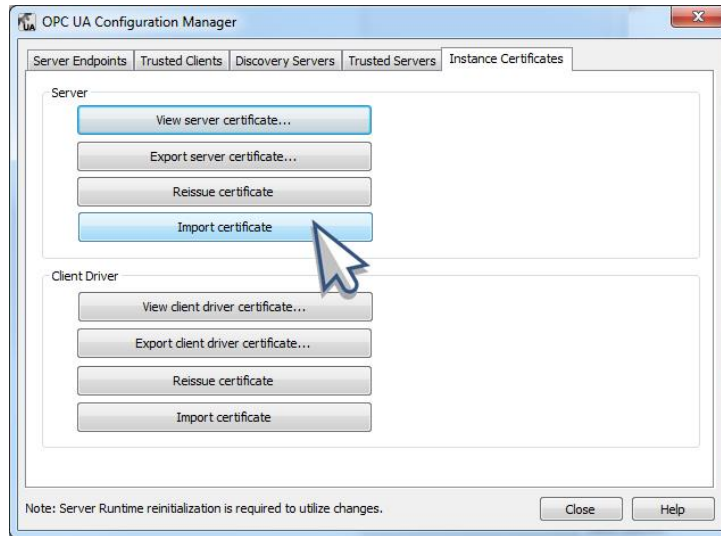 UA OPC UA Configuration Manager
Server Endpoints Trusted Clients Discovery Servers Trusted Servers Instance Certificates
Server
View server certificate...
Export server certificate...
Reissue certificate
Import certificate
Client Driver
View client driver certificate...
Export client driver certificate...
Reissue certificate
Import certificate
Note: Server Runtime reinitialization is required to utilize changes.
Close Help